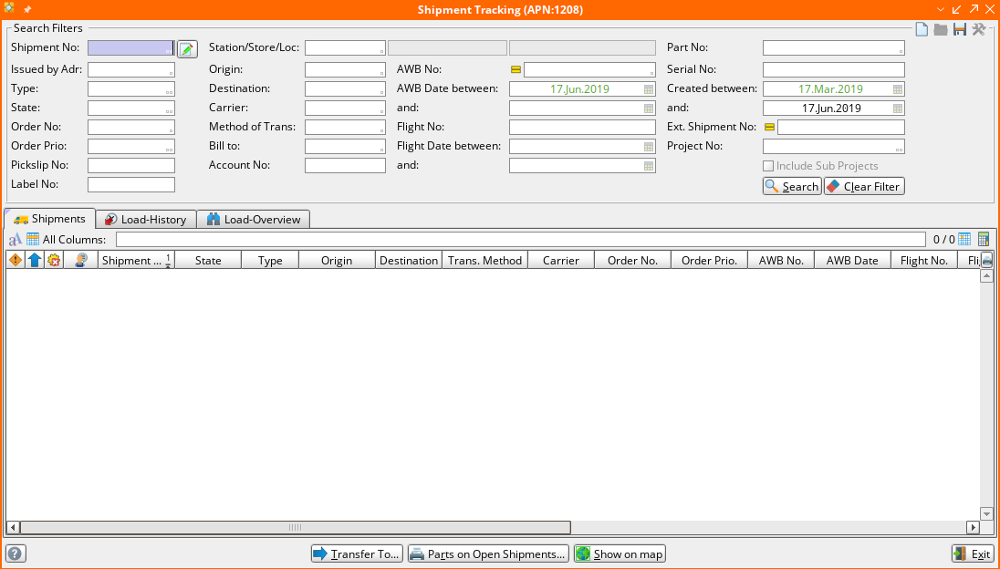 Shipment Tracking (APN:1208)
Search Filters
Shipment No: Station/Store/Loc: Part No:
Issued by Adr: Origin: AWB No: Serial No:
Type: Destination: AWB Date between: 17.Jun.2019 Created between: 17.Mar.2019
State: Carrier: and: and: 17.Jun.2019
Order No: Method of Trans: Flight No: Ext. Shipment No:
Order Prio: Bill to: Flight Date between: Project No:
Pickslip No: Account No: and: Include Sub Projects
Label No: Search Clear Filter
Shipments Load-History Load-Overview
All Columns: 0 / 0
Shipment ... 1 State Type Origin Destination Trans. Method Carrier Order No. Order Prio. AWB No. AWB Date Flight No. Fli
Transfer To... Parts on Open Shipments... Show on map Exit